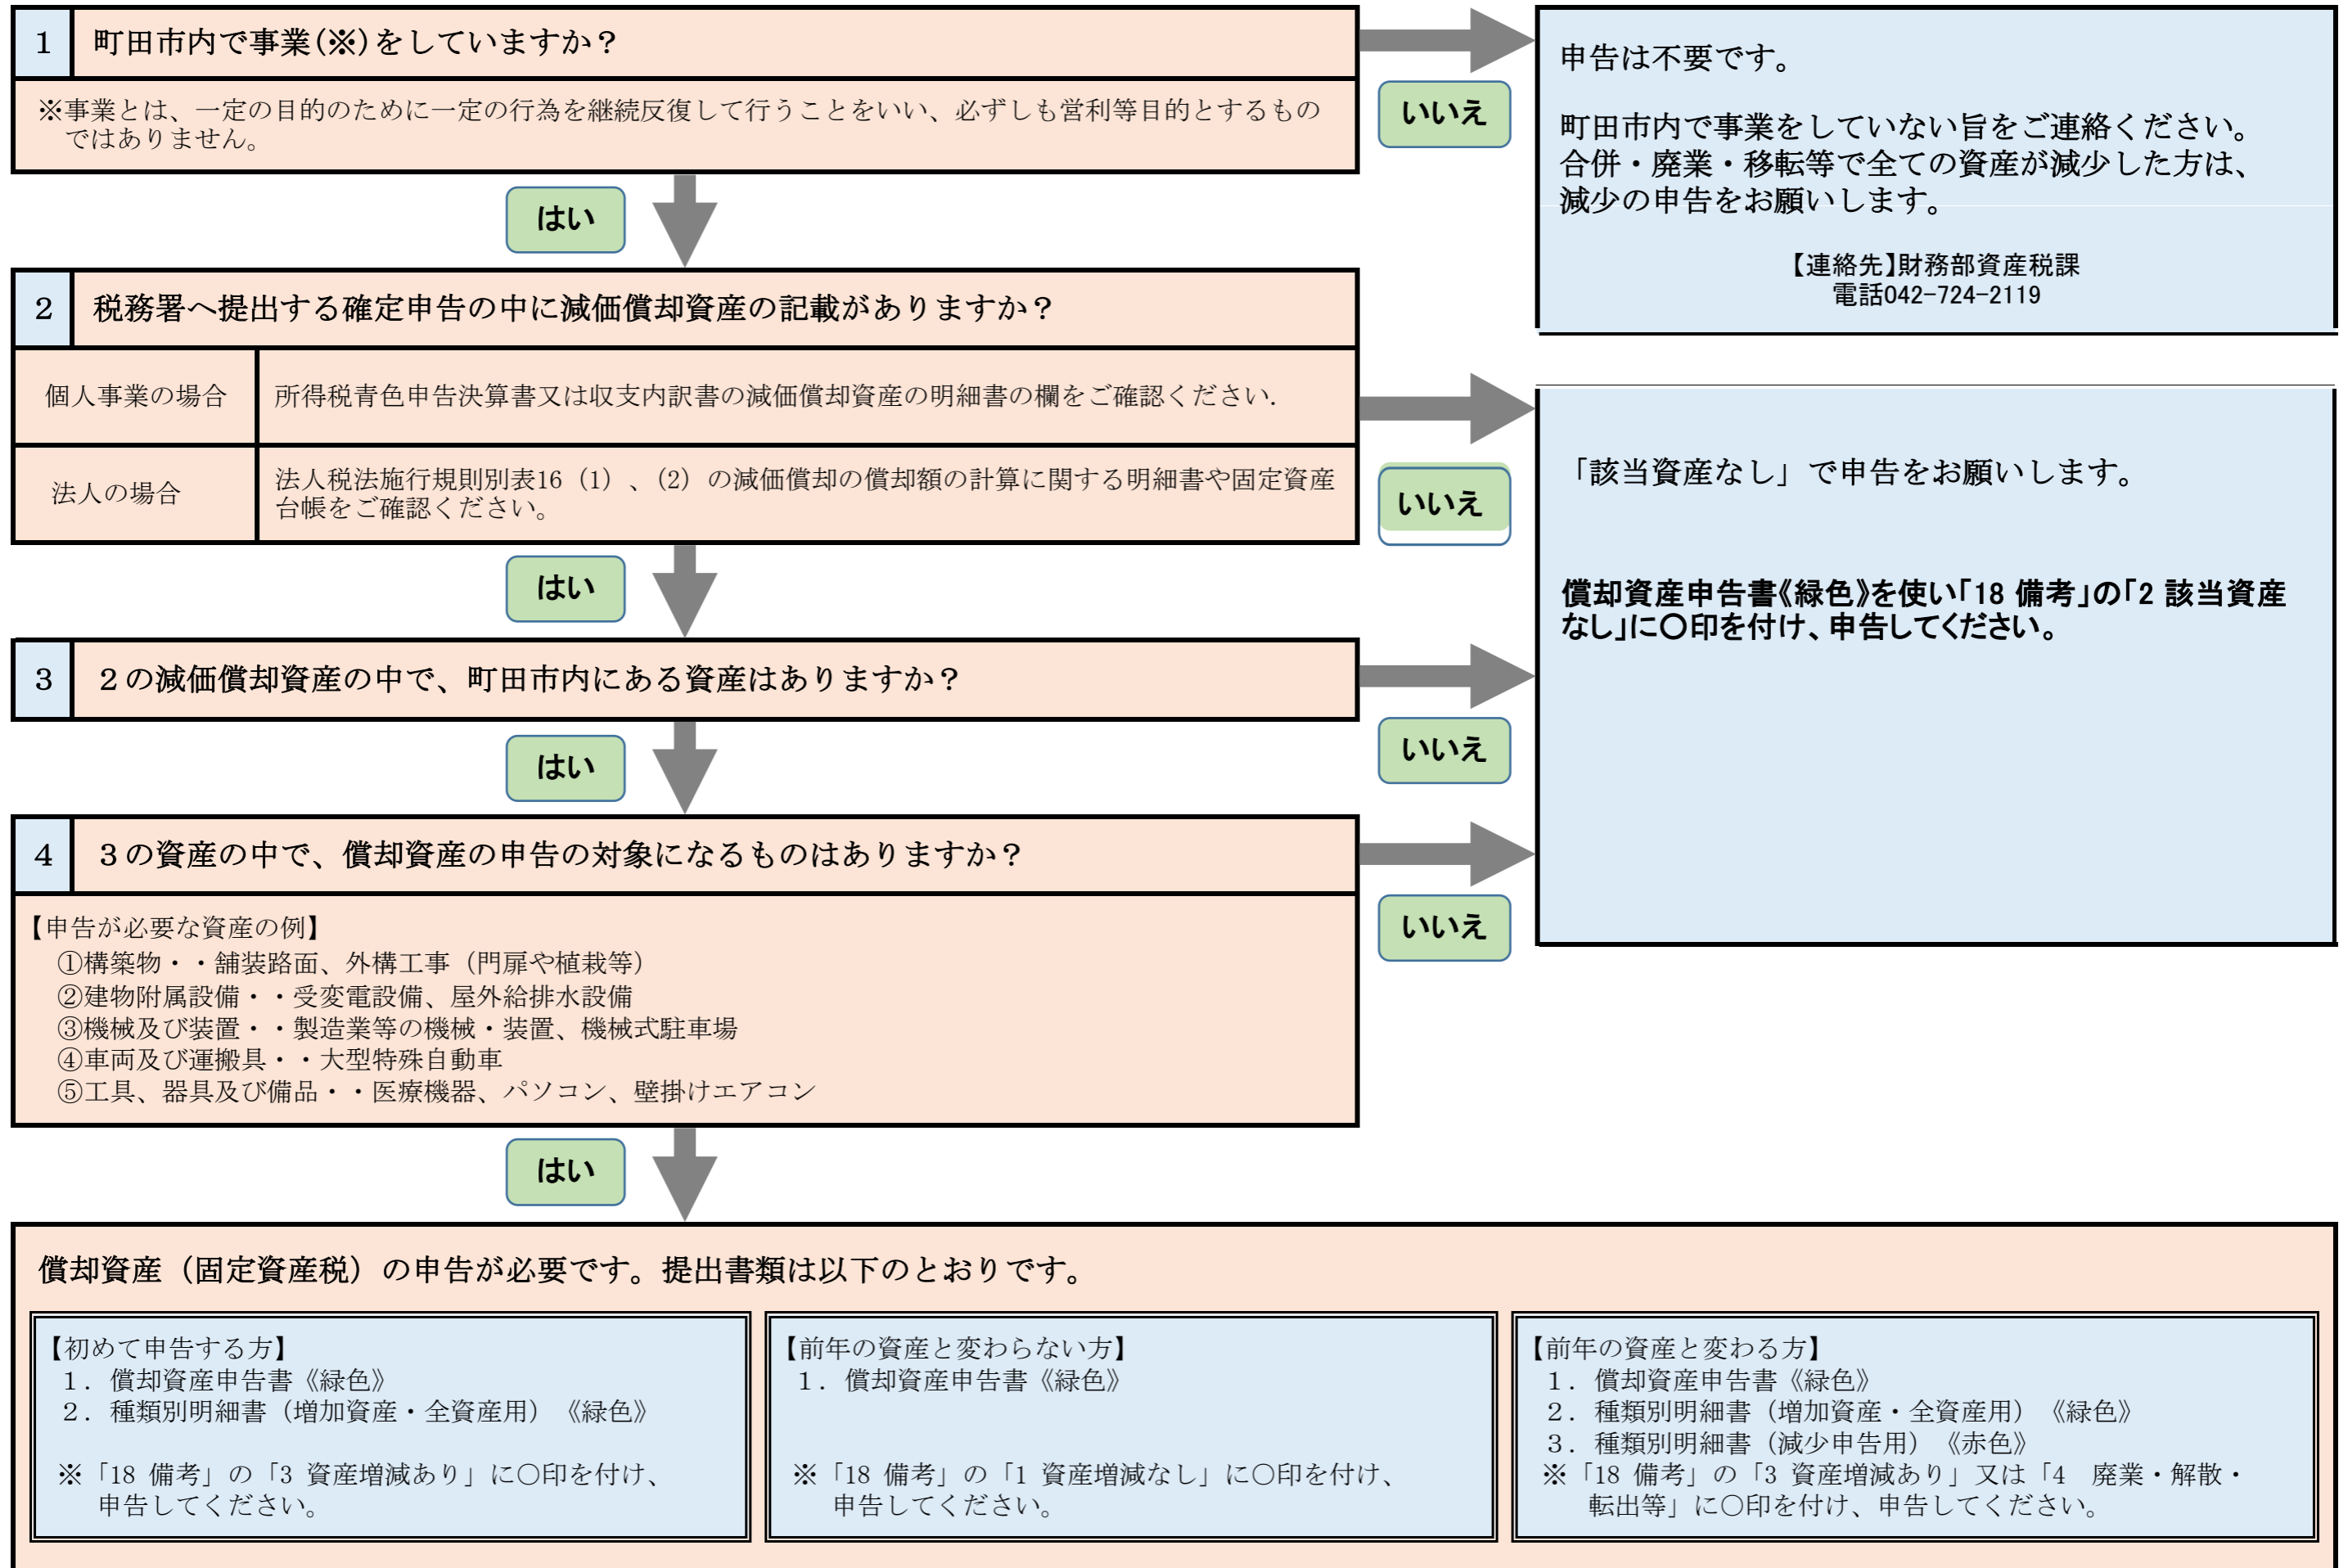 1 町田市内で事業(※)をしていますか？
※事業とは、一定の目的のために一定の行為を継続反復して行うことをいい、必ずしも営利等目的とするもの
ではありません。
いいえ
申告は不要です。
町田市内で事業をしていない旨をご連絡ください。
合併・廃業・移転等で全ての資産が減少した方は、
減少の申告をお願いします。
【連絡先】財務部資産税課
電話042-724-2119
はい
2 税務署へ提出する確定申告の中に減価償却資産の記載がありますか？
個人事業の場合 所得税青色申告決算書又は収支内訳書の減価償却資産の明細書の欄をご確認ください.
法人の場合 法人税法施行規則別表16（1）、（2）の減価償却の償却額の計算に関する明細書や固定資産
台帳をご確認ください。
いいえ
「該当資産なし」で申告をお願いします。
償却資産申告書《緑色》を使い「18 備考」の「2 該当資産
なし」に〇印を付け、申告してください。
はい
3 ２の減価償却資産の中で、町田市内にある資産はありますか？
いいえ
はい
4 ３の資産の中で、償却資産の申告の対象になるものはありますか？
いいえ
【申告が必要な資産の例】
①構築物・・舗装路面、外構工事（門扉や植栽等）
②建物附属設備・・受変電設備、屋外給排水設備
③機械及び装置・・製造業等の機械・装置、機械式駐車場
④車両及び運搬具・・大型特殊自動車
⑤工具、器具及び備品・・医療機器、パソコン、壁掛けエアコン
はい
償却資産（固定資産税）の申告が必要です。提出書類は以下のとおりです。
【初めて申告する方】
１．償却資産申告書《緑色》
２．種類別明細書（増加資産・全資産用）《緑色》
※「18 備考」の「3 資産増減あり」に〇印を付け、
申告してください。
【前年の資産と変わらない方】
１．償却資産申告書《緑色》
※「18 備考」の「1 資産増減なし」に〇印を付け、
申告してください。
【前年の資産と変わる方】
１．償却資産申告書《緑色》
２．種類別明細書（増加資産・全資産用）《緑色》
３．種類別明細書（減少申告用）《赤色》
※「18 備考」の「3 資産増減あり」又は「4　廃業・解散・
転出等」に〇印を付け、申告してください。